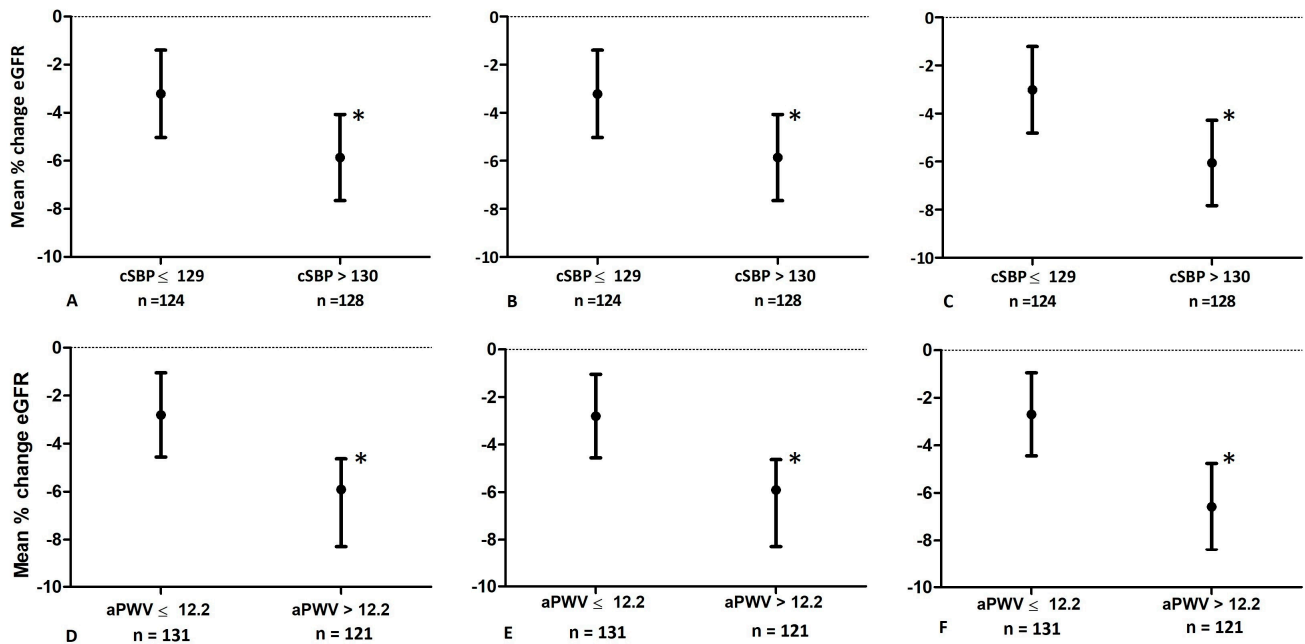 Mean % change eGFR
0
-2
-4
-6
-8
-10
*
cSBP ≤ 129
cSBP > 130
A
n =124
n =128
0
-2
-4
-6
-8
-10
*
cSBP ≤ 129
cSBP > 130
B
n =124
n =128
0
-2
-4
-6
-8
-10
*
cSBP ≤ 129
cSBP > 130
C
n =124
n =128
Mean % change eGFR
0
-2
-4
-6
-8
-10
*
aPWV ≤ 12.2
aPWV > 12.2
D
n = 131
n = 121
0
-2
-4
-6
-8
-10
*
aPWV ≤ 12.2
aPWV > 12.2
E
n = 131
n = 121
0
-2
-4
-6
-8
-10
*
aPWV ≤ 12.2
aPWV > 12.2
F
n = 131
n = 121